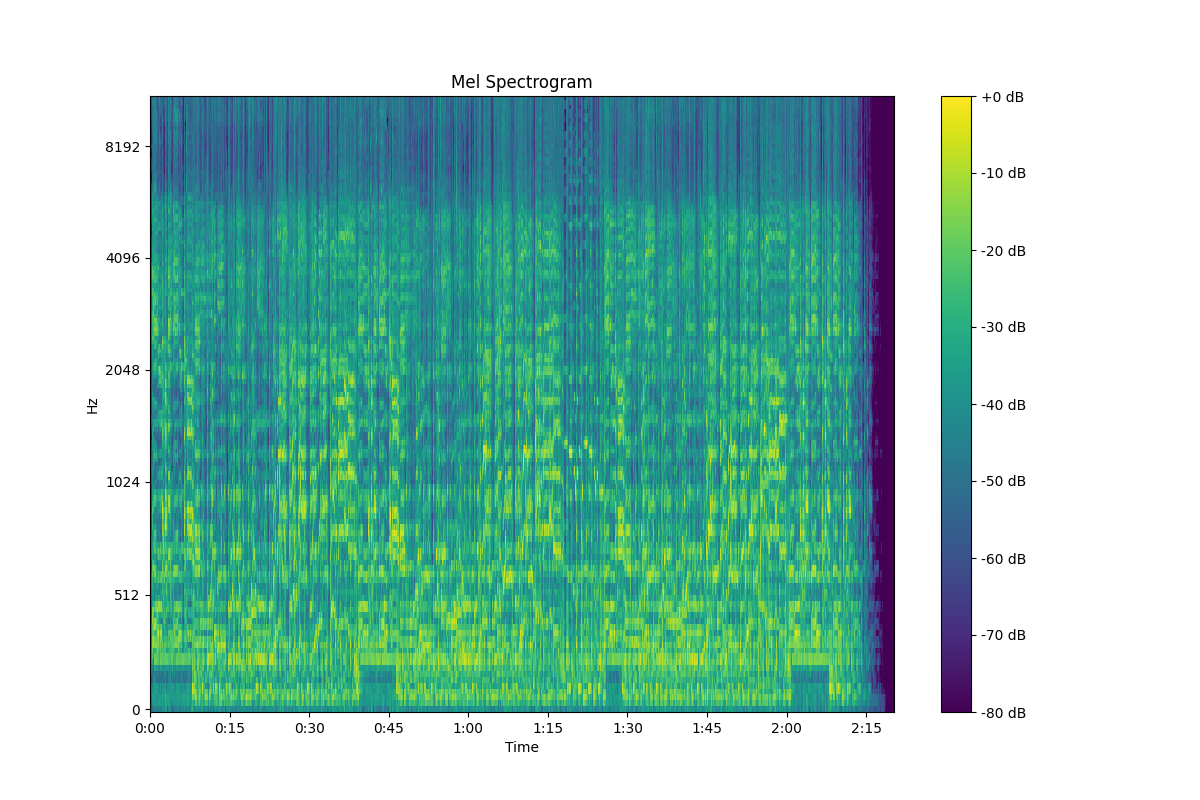 Mel Spectrogram
+0 dB
8192
-10 dB
-20 dB
4096
-30 dB
2048
Hz
-40 dB
1024
-50 dB
-60 dB
512
-70 dB
0
-80 dB
0:00 0:15 0:30 0:45 1:00 1:15 1:30 1:45 2:00 2:15
Time